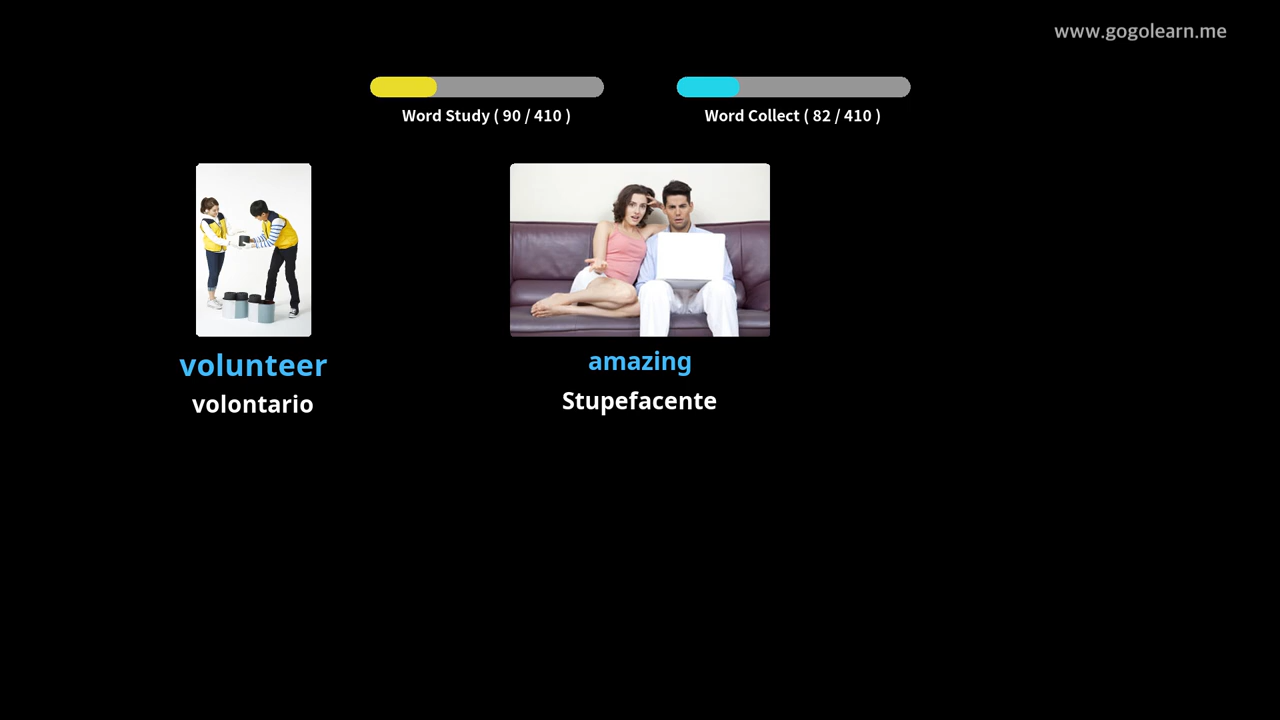 www.gogolearn.me
Word Study ( 90 / 410 )
Word Collect ( 82 / 410 )
volunteer
volontario
amazing
Stupefacente